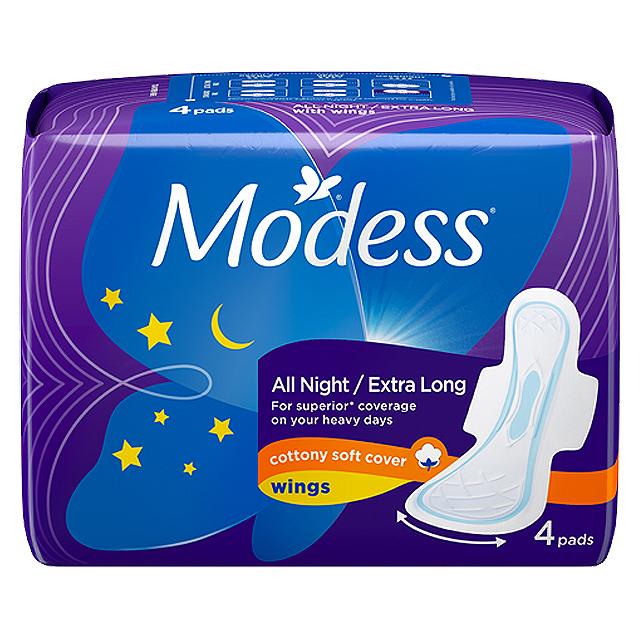 4 pads
ALL NIGHT / EXTRA LONG
with wings
Modess®
All Night / Extra Long
For superior* coverage
on your heavy days
cottony soft cover
wings
4 pads